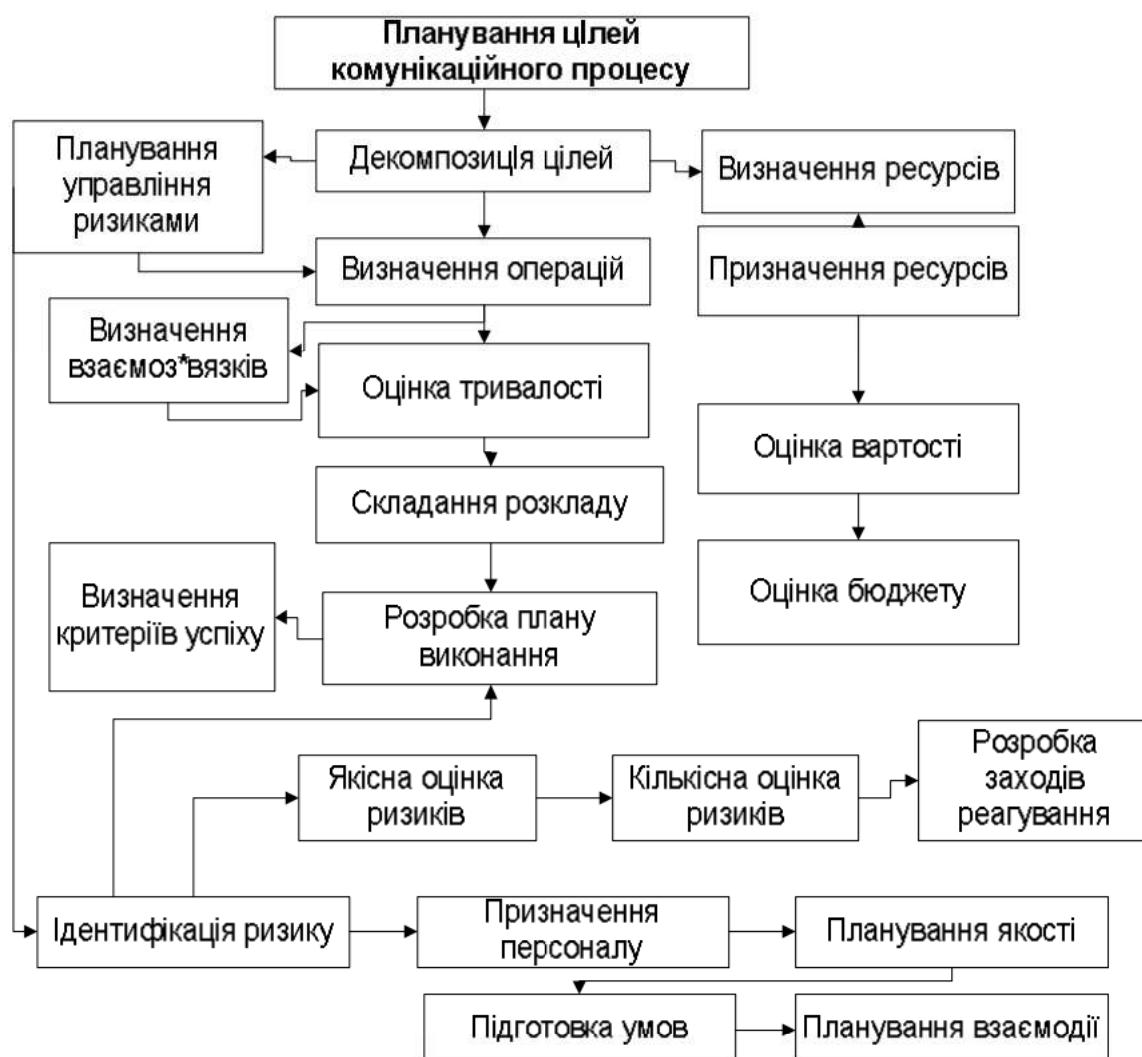 Планування цілей
комунікаційного процесу
Планування
управління
ризиками
Декомпозиція цілей
Визначення ресурсів
Визначення операцій
Призначення ресурсів
Визначення
взаємоз*вязків
Оцінка тривалості
Оцінка вартості
Складання розкладу
Визначення
критеріїв успіху
Розробка плану
виконання
Оцінка бюджету
Якісна оцінка
ризиків
Кількісна оцінка
ризиків
Розробка
заходів
реагування
Ідентифікація ризику
Призначення
персоналу
Планування якості
Підготовка умов
Планування взаємодії